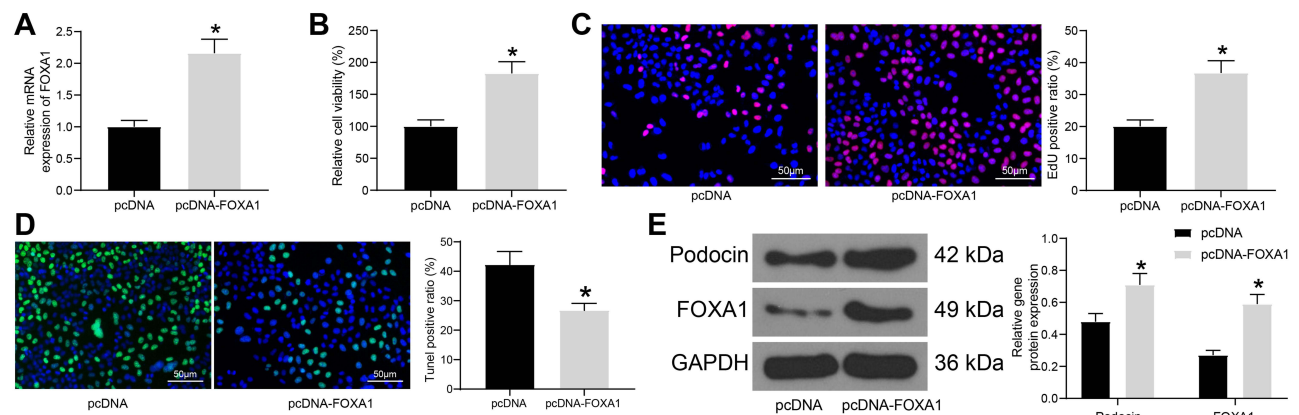 A
Relative mRNA
expression of FOXA1
2.5
2.0
1.5
1.0
0.5
0.0
*
pcDNA
pcDNA-FOXA1
B
Relative cell viability (%)
250
200
150
100
50
0
*
pcDNA
pcDNA-FOXA1
C
50μm
50μm
pcDNA
pcDNA-FOXA1
EdU positive ratio (%)
50
40
30
20
10
0
*
pcDNA
pcDNA-FOXA1
D
50μm
50μm
pcDNA
pcDNA-FOXA1
Tunel positive ratio (%)
50
40
30
20
10
0
*
pcDNA
pcDNA-FOXA1
E
Podocin
42 kDa
FOXA1
49 kDa
GAPDH
36 kDa
pcDNA
pcDNA-FOXA1
pcDNA
pcDNA-FOXA1
Relative gene
protein expression
1.0
0.8
0.6
0.4
0.2
0.0
*
*
Podocin
FOXA1